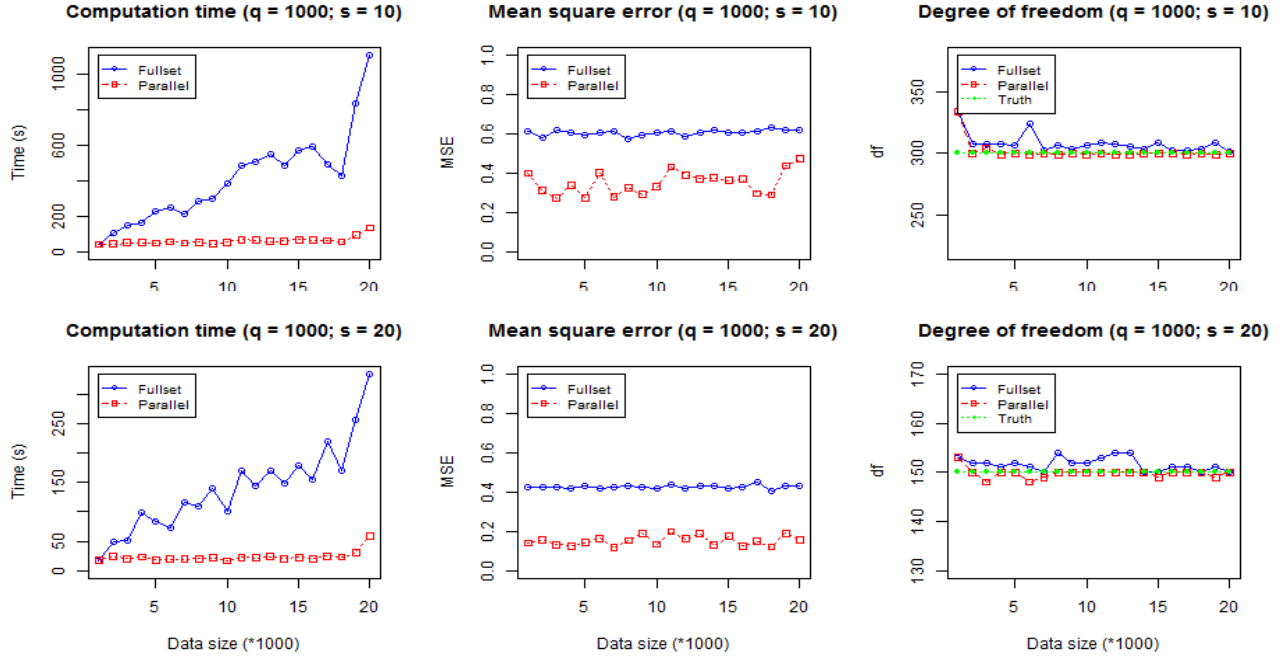 Computation time (q = 1000; s = 10)
Time (s)
0
200
600
1000
5
10
15
20
Fullset
Parallel
Mean square error (q = 1000; s = 10)
MSE
0.0
0.2
0.4
0.6
0.8
1.0
5
10
15
20
Fullset
Parallel
Degree of freedom (q = 1000; s = 10)
df
250
300
350
5
10
15
20
Fullset
Parallel
Truth
Computation time (q = 1000; s = 20)
Time (s)
0
50
150
250
5
10
15
20
Data size (*1000)
Fullset
Parallel
Mean square error (q = 1000; s = 20)
MSE
0.0
0.2
0.4
0.6
0.8
1.0
5
10
15
20
Data size (*1000)
Fullset
Parallel
Degree of freedom (q = 1000; s = 20)
df
130
140
150
160
170
5
10
15
20
Data size (*1000)
Fullset
Parallel
Truth